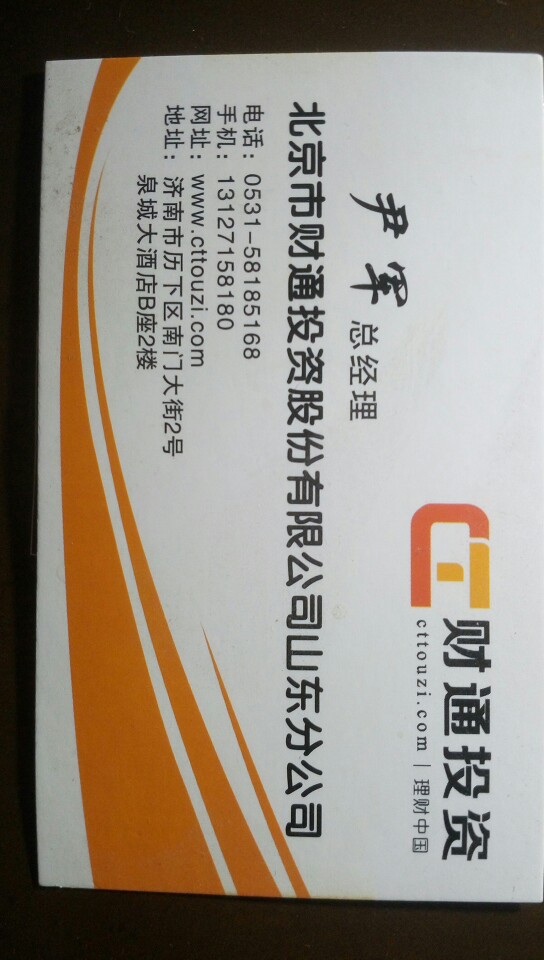 财通投资
cttouzi.com | 理财中国
尹军 总经理
北京市财通投资股份有限公司山东分公司
电话：0531-58185168
手机：13127158180
网址：www.cttouzi.com
地址：济南市历下区南门大街2号
泉城大酒店B座2楼